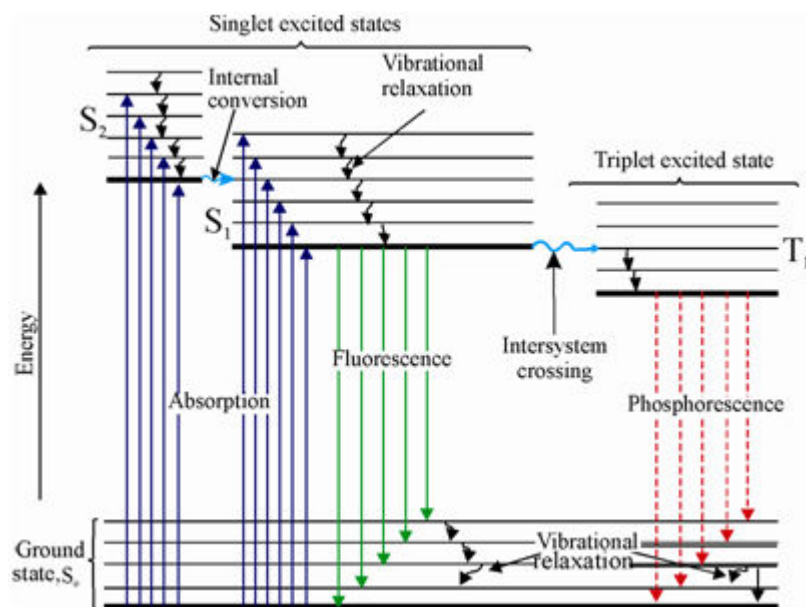 Singlet excited states
Internal
conversion
Vibrational
relaxation
S₂
Triplet excited state
S₁
T₁
Energy
Absorption
Fluorescence
Intersystem
crossing
Phosphorescence
Ground
state,Sₒ
Vibrational
relaxation